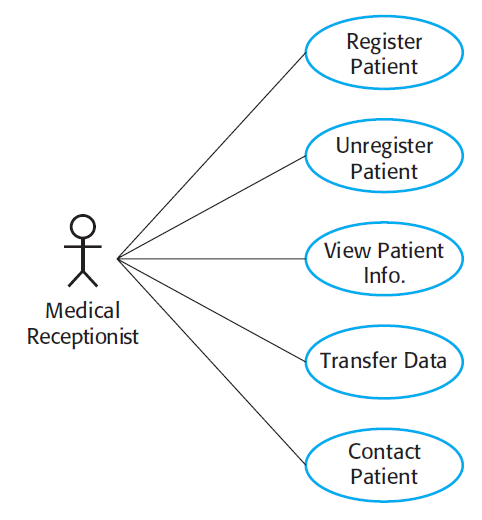 Register
Patient
Unregister
Patient
View Patient
Info.
Medical
Receptionist
Transfer Data
Contact
Patient